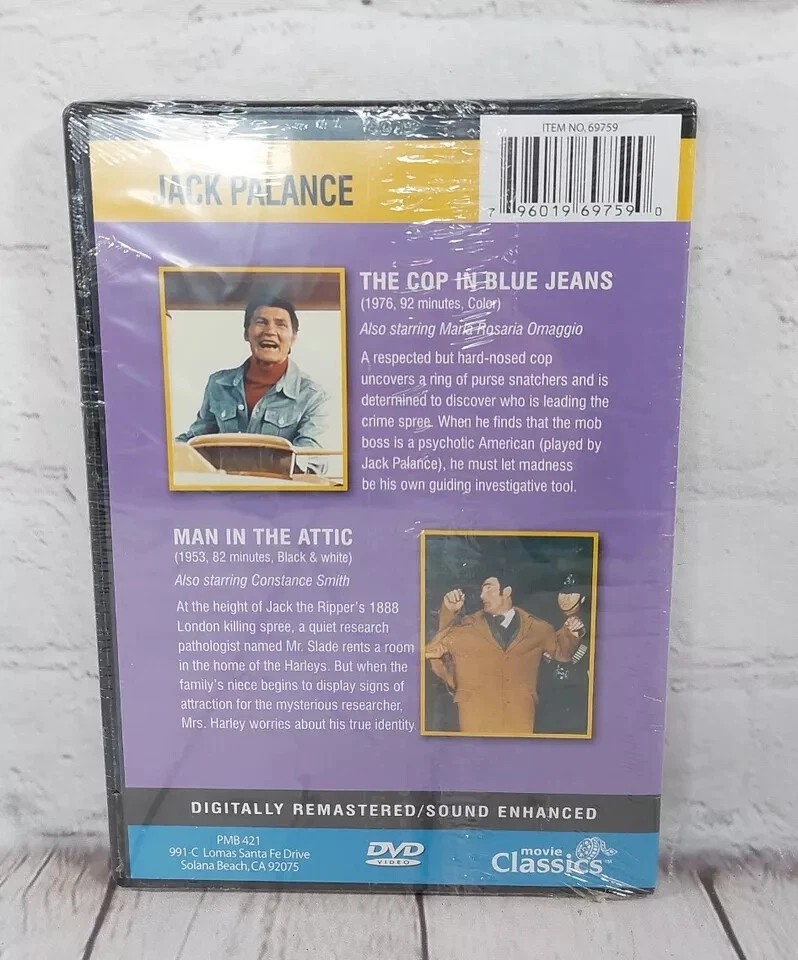 ITEM NO. 69759
7 96019 69759 0
JACK PALANCE
THE COP IN BLUE JEANS
(1976, 92 minutes, Color)
Also starring Maria Rosaria Omaggio
A respected but hard-nosed cop
uncovers a ring of purse snatchers and is
determined to discover who is leading the
crime spree. When he finds that the mob
boss is a psychotic American (played by
Jack Palance), he must let madness
be his own guiding investigative tool.
MAN IN THE ATTIC
(1953, 82 minutes, Black & white)
Also starring Constance Smith
At the height of Jack the Ripper's 1888
London killing spree, a quiet research
pathologist named Mr. Slade rents a room
in the home of the Harleys. But when the
family's niece begins to display signs of
attraction for the mysterious researcher,
Mrs. Harley worries about his true identity.
DIGITALLY REMASTERED/SOUND ENHANCED
PMB 421
991-C Lomas Santa Fe Drive
Solana Beach, CA 92075
DVD
VIDEO
movie
Classics™